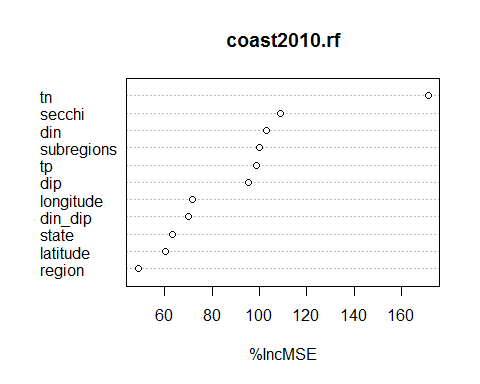 coast2010.rf
tn
secchi
din
subregions
tp
dip
longitude
din_dip
state
latitude
region
60 80 100 120 140 160
%IncMSE